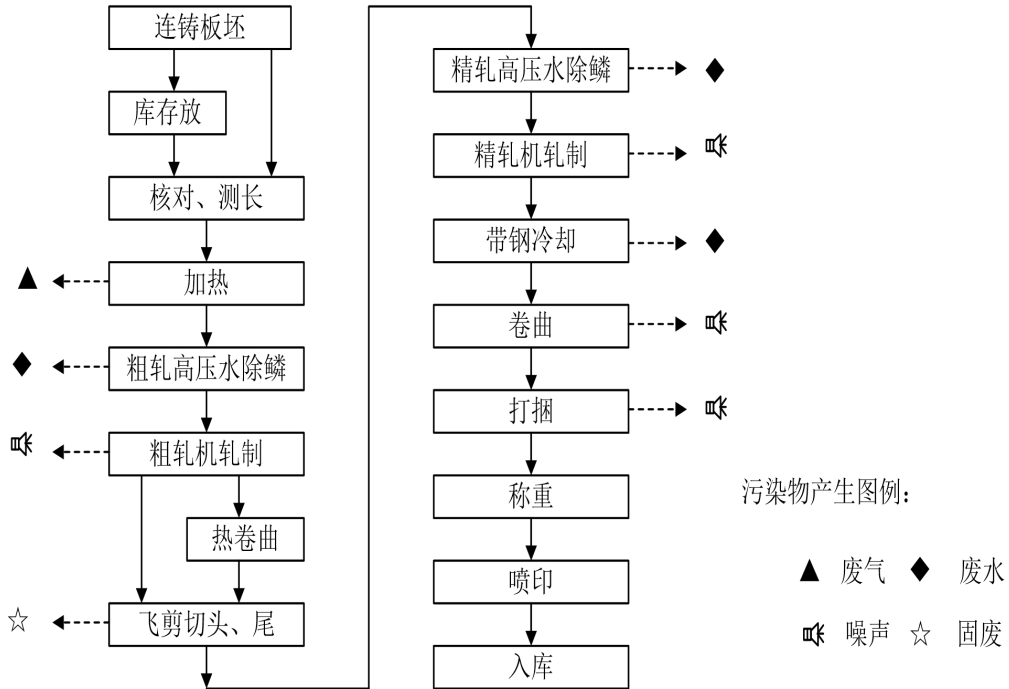 连铸板坯
库存放
核对、测长
加热
粗轧高压水除鳞
粗轧机轧制
热卷曲
飞剪切头、尾
精轧高压水除鳞
精轧机轧制
带钢冷却
卷曲
打捆
称重
喷印
入库
污染物产生图例：
废气 废水
噪声 固废